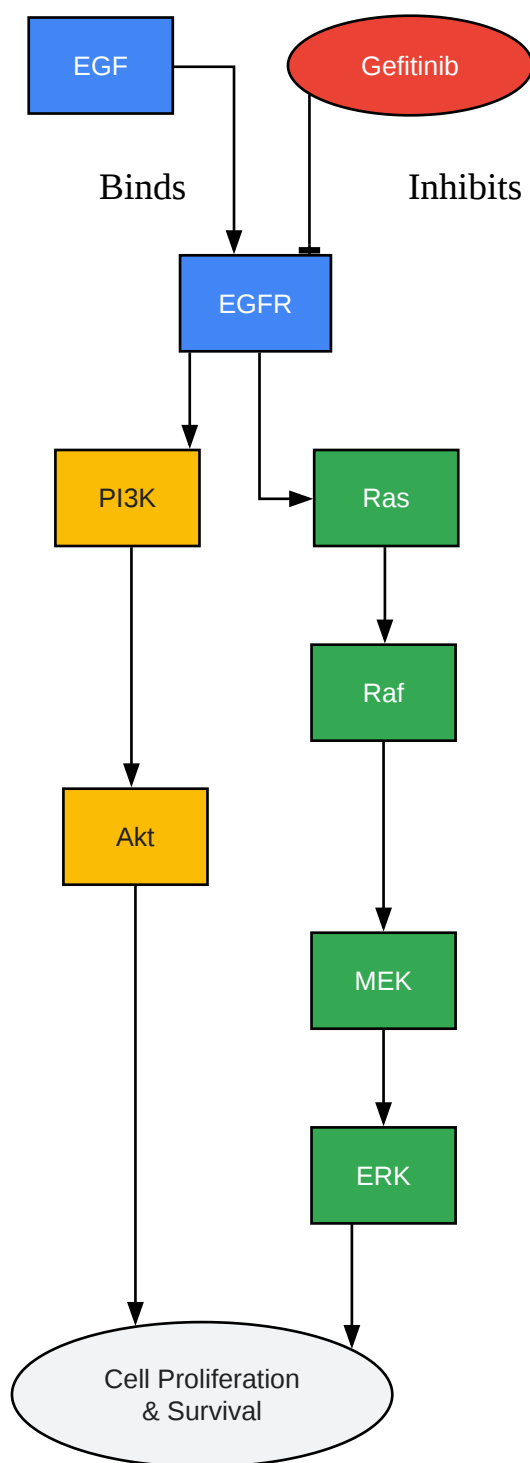 EGF
Gefitinib
Binds
Inhibits
EGFR
PI3K
Ras
Raf
Akt
MEK
ERK
Cell Proliferation
& Survival